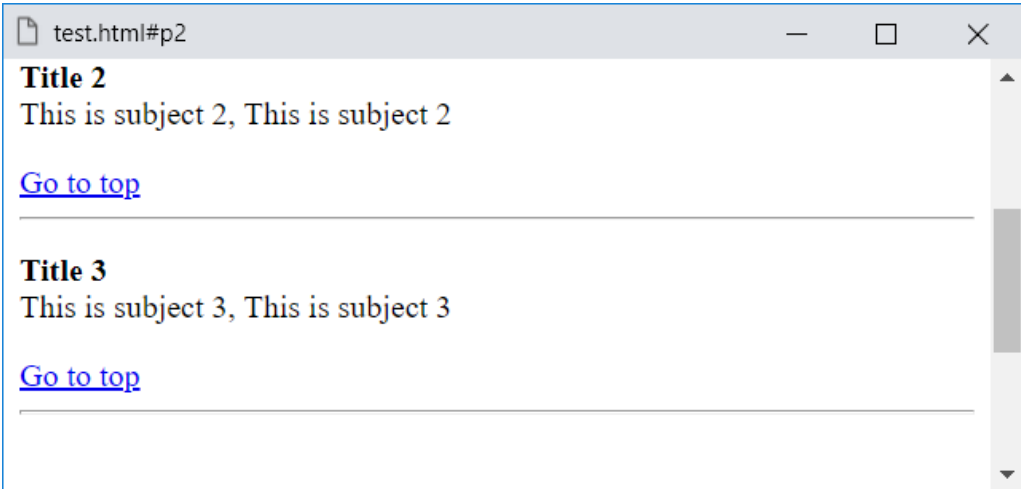 test.html#p2
Title 2
This is subject 2, This is subject 2
Go to top
Title 3
This is subject 3, This is subject 3
Go to top